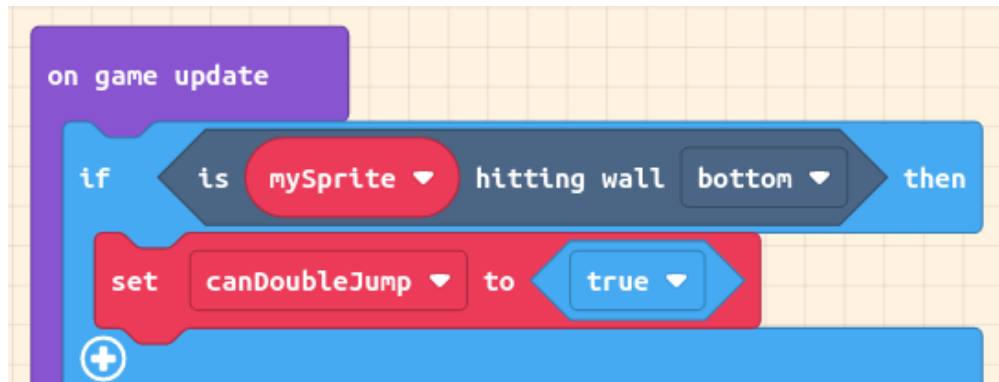 on game update
if is mySprite hitting wall bottom then
set canDoubleJump to true